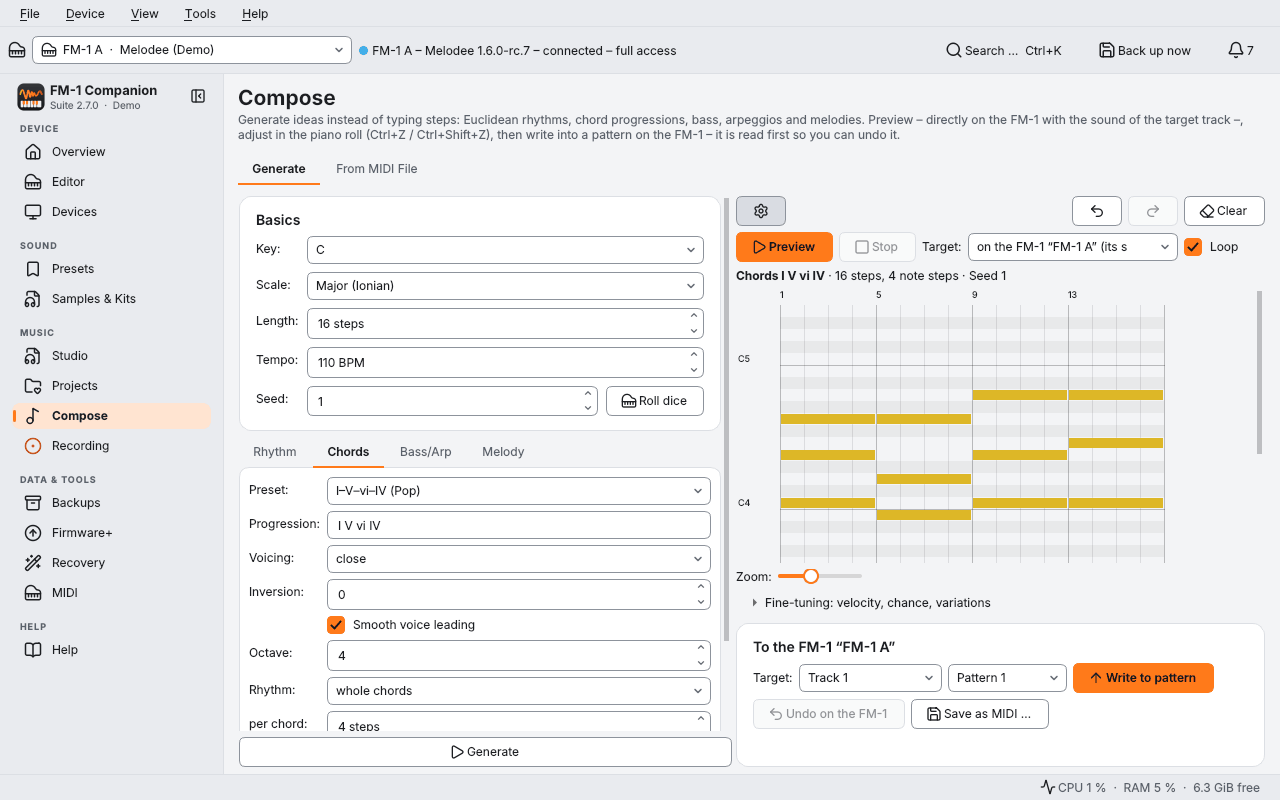 File Device View Tools Help
FM-1 A · Melodee (Demo)
FM-1 A – Melodee 1.6.0-rc.7 – connected – full access
Search ... Ctrl+K
Back up now
7
FM-1 Companion
Suite 2.7.0 · Demo
DEVICE
Overview
Editor
Devices
SOUND
Presets
Samples & Kits
MUSIC
Studio
Projects
Compose
Recording
DATA & TOOLS
Backups
Firmware+
Recovery
MIDI
HELP
Help
Compose
Generate ideas instead of typing steps: Euclidean rhythms, chord progressions, bass, arpeggios and melodies. Preview – directly on the FM-1 with the sound of the target track –,
adjust in the piano roll (Ctrl+Z / Ctrl+Shift+Z), then write into a pattern on the FM-1 – it is read first so you can undo it.
Generate From MIDI File
Basics
Key: C
Scale: Major (Ionian)
Length: 16 steps
Tempo: 110 BPM
Seed: 1 Roll dice
Rhythm Chords Bass/Arp Melody
Preset: I–V–vi–IV (Pop)
Progression: I V vi IV
Voicing: close
Inversion: 0
Smooth voice leading
Octave: 4
Rhythm: whole chords
per chord: 4 steps
Generate
Clear
Preview Stop Target: on the FM-1 “FM-1 A” (its s Loop
Chords I V vi IV · 16 steps, 4 note steps · Seed 1
1 5 9 13
C5
C4
Zoom:
Fine-tuning: velocity, chance, variations
To the FM-1 “FM-1 A”
Target: Track 1 Pattern 1 Write to pattern
Undo on the FM-1 Save as MIDI ...
CPU 1 % · RAM 5 % · 6.3 GiB free